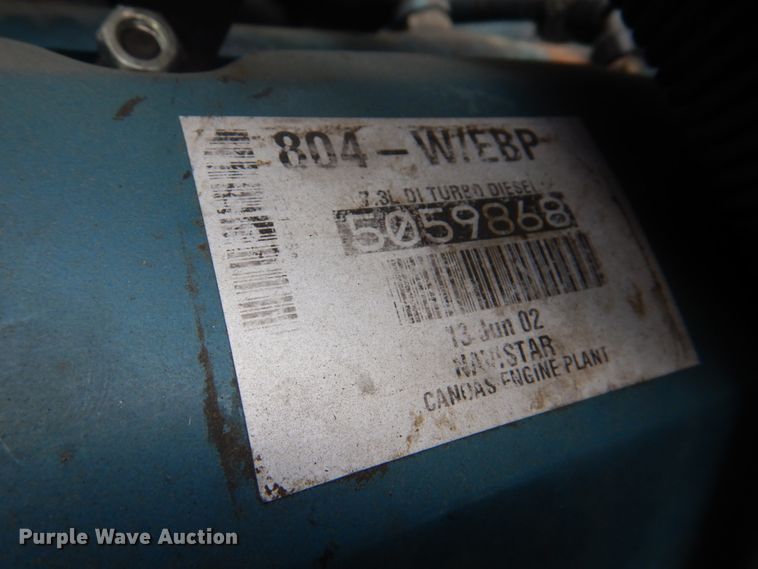 804-W/EBP
7.3L DI TURBO DIESEL
5059868
13 Jun 02
NAVISTAR
CANOAS ENGINE PLANT
Purple Wave Auction®